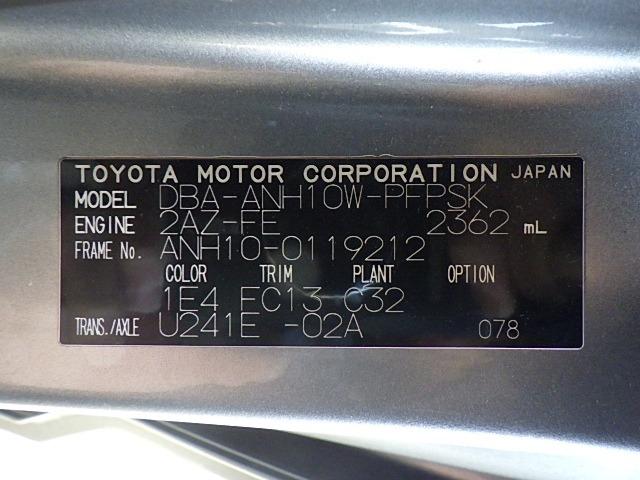 TOYOTA MOTOR CORPORATION JAPAN
MODEL DBA-ANH10W-PFPSK
ENGINE 2AZ-FE 2362 mL
FRAME No. ANH10-0119212
COLOR TRIM PLANT OPTION
1E4 FC13 C32
TRANS./AXLE U241E -02A 078